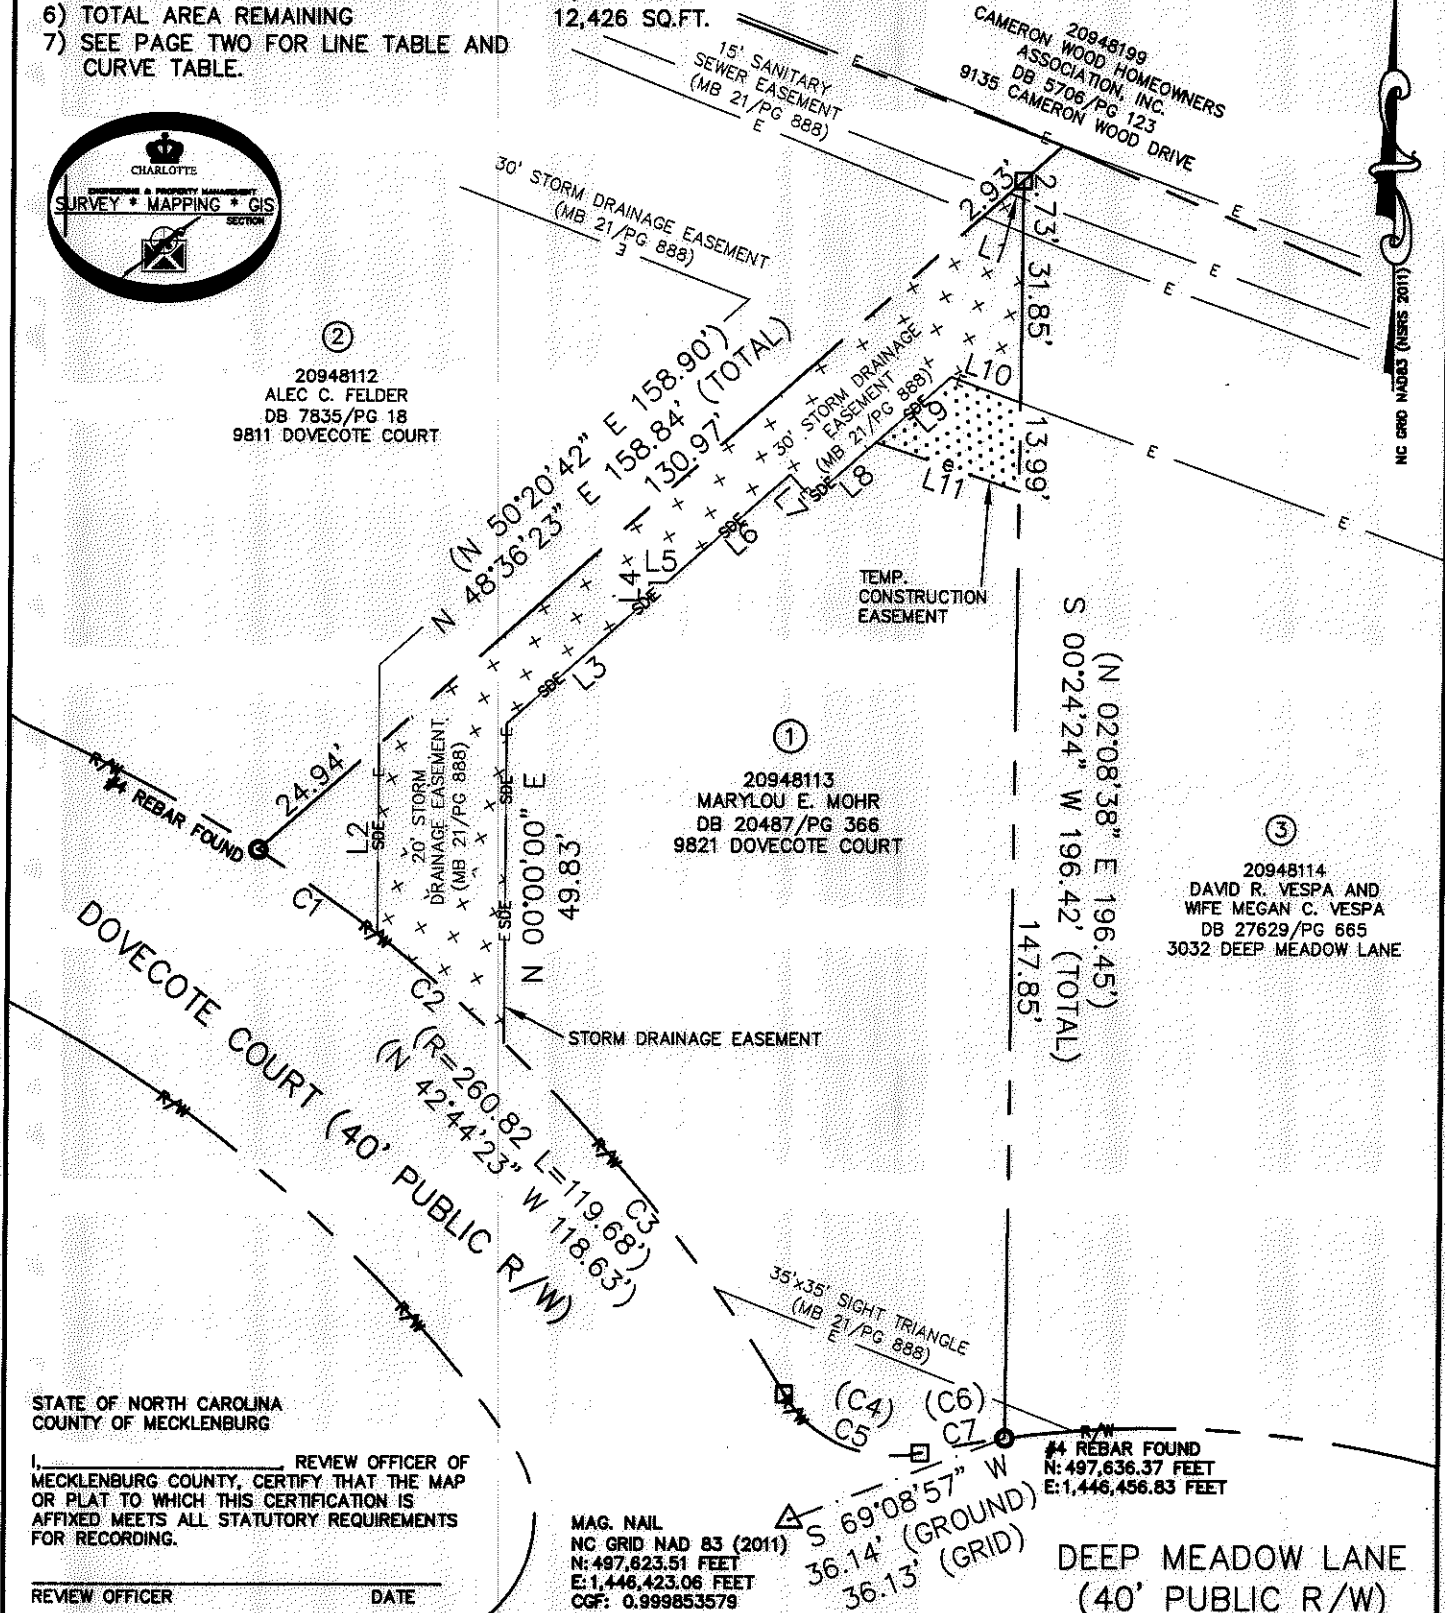 6) TOTAL AREA REMAINING 12,426 SQ.FT.
7) SEE PAGE TWO FOR LINE TABLE AND
CURVE TABLE.
CHARLOTTE
ENGINEERING & PROPERTY MANAGEMENT
SURVEY * MAPPING * GIS
SECTION
15' SANITARY
SEWER EASEMENT
(MB 21/PG 888)
E
20948199
CAMERON WOOD HOMEOWNERS
ASSOCIATION, INC.
DB 5706/PG 123
9135 CAMERON WOOD DRIVE
NC GRID NAD83 (NSRS 2011)
30' STORM DRAINAGE EASEMENT
(MB 21/PG 888)
2
20948112
ALEC C. FELDER
DB 7835/PG 18
9811 DOVECOTE COURT
(N 50°20'42" E 158.90')
N 48°36'23" E 158.84' (TOTAL)
130.97'
2.93'
2.73'
L1
31.85'
30' STORM DRAINAGE
EASEMENT
(MB 21/PG 888)
L10
L9
SDE
13.99'
L8
SDE
L7
e
L11
L6
SDE
L5
L4
SDE
L3
SDE
TEMP.
CONSTRUCTION
EASEMENT
(N 02°08'38" E 196.45')
S 00°24'24" W 196.42' (TOTAL)
147.85'
1
20948113
MARYLOU E. MOHR
DB 20487/PG 366
9821 DOVECOTE COURT
3
20948114
DAVID R. VESPA AND
WIFE MEGAN C. VESPA
DB 27629/PG 665
3032 DEEP MEADOW LANE
R/W
#4 REBAR FOUND
24.94'
L2
SDE
20' STORM
DRAINAGE EASEMENT
(MB 21/PG 888)
SDE
SDE
N 00°00'00" E
49.83'
C1
R/W
C2
STORM DRAINAGE EASEMENT
(R=260.82 L=119.68')
(N 42°44'23" W 118.63')
DOVECOTE COURT (40' PUBLIC R/W)
R/W
R/W
C3
R/W
35'x35' SIGHT TRIANGLE
(MB 21/PG 888)
E
R/W
(C4)
C5
(C6)
C7
R/W
#4 REBAR FOUND
N: 497,636.37 FEET
E: 1,446,456.83 FEET
S 69°08'57" W
36.14' (GROUND)
36.13' (GRID)
MAG. NAIL
NC GRID NAD 83 (2011)
N: 497,623.51 FEET
E: 1,446,423.06 FEET
CGF: 0.999853579
DEEP MEADOW LANE
(40' PUBLIC R/W)
STATE OF NORTH CAROLINA
COUNTY OF MECKLENBURG
I,____________________, REVIEW OFFICER OF
MECKLENBURG COUNTY, CERTIFY THAT THE MAP
OR PLAT TO WHICH THIS CERTIFICATION IS
AFFIXED MEETS ALL STATUTORY REQUIREMENTS
FOR RECORDING.
REVIEW OFFICER DATE